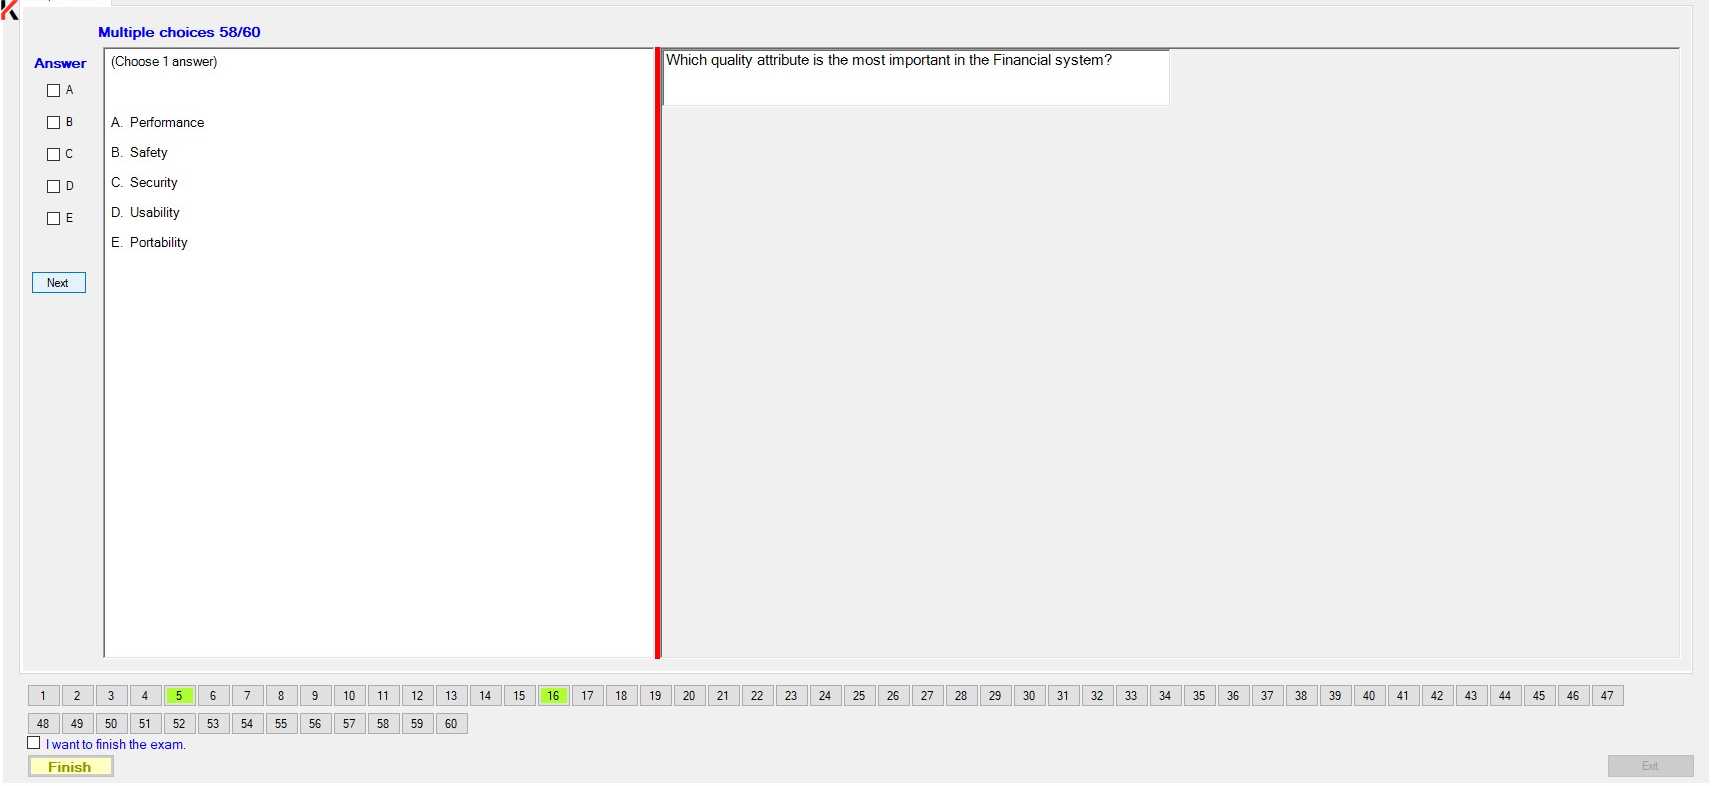 Multiple choices 58/60
Answer
A
B
C
D
E
Next
(Choose 1 answer)
A. Performance
B. Safety
C. Security
D. Usability
E. Portability
Which quality attribute is the most important in the Financial system?
1 2 3 4 5 6 7 8 9 10 11 12 13 14 15 16 17 18 19 20 21 22 23 24 25 26 27 28 29 30 31 32 33 34 35 36 37 38 39 40 41 42 43 44 45 46 47
48 49 50 51 52 53 54 55 56 57 58 59 60
I want to finish the exam.
Finish
Exit